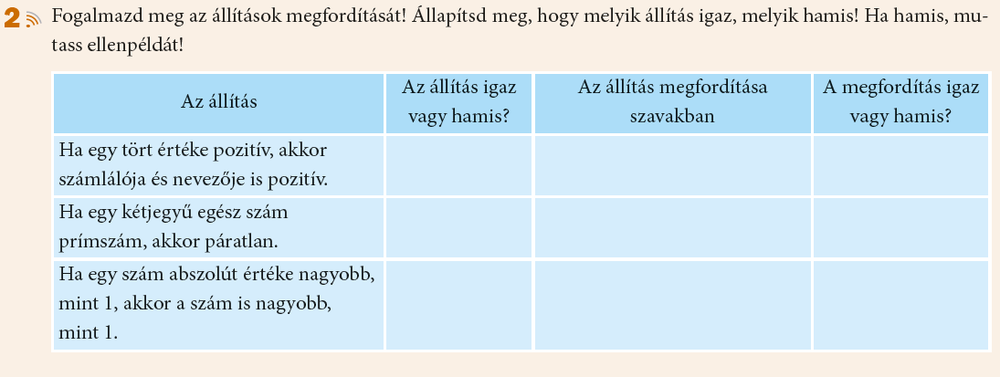 2 Fogalmazd meg az állítások megfordítását! Állapítsd meg, hogy melyik állítás igaz, melyik hamis! Ha hamis, mu-
tass ellenpéldát!
Az állítás
Az állítás igaz
vagy hamis?
Az állítás megfordítása
szavakban
A megfordítás igaz
vagy hamis?
Ha egy tört értéke pozitív, akkor
számlálója és nevezője is pozitív.
Ha egy kétjegyű egész szám
prímszám, akkor páratlan.
Ha egy szám abszolút értéke nagyobb,
mint 1, akkor a szám is nagyobb,
mint 1.